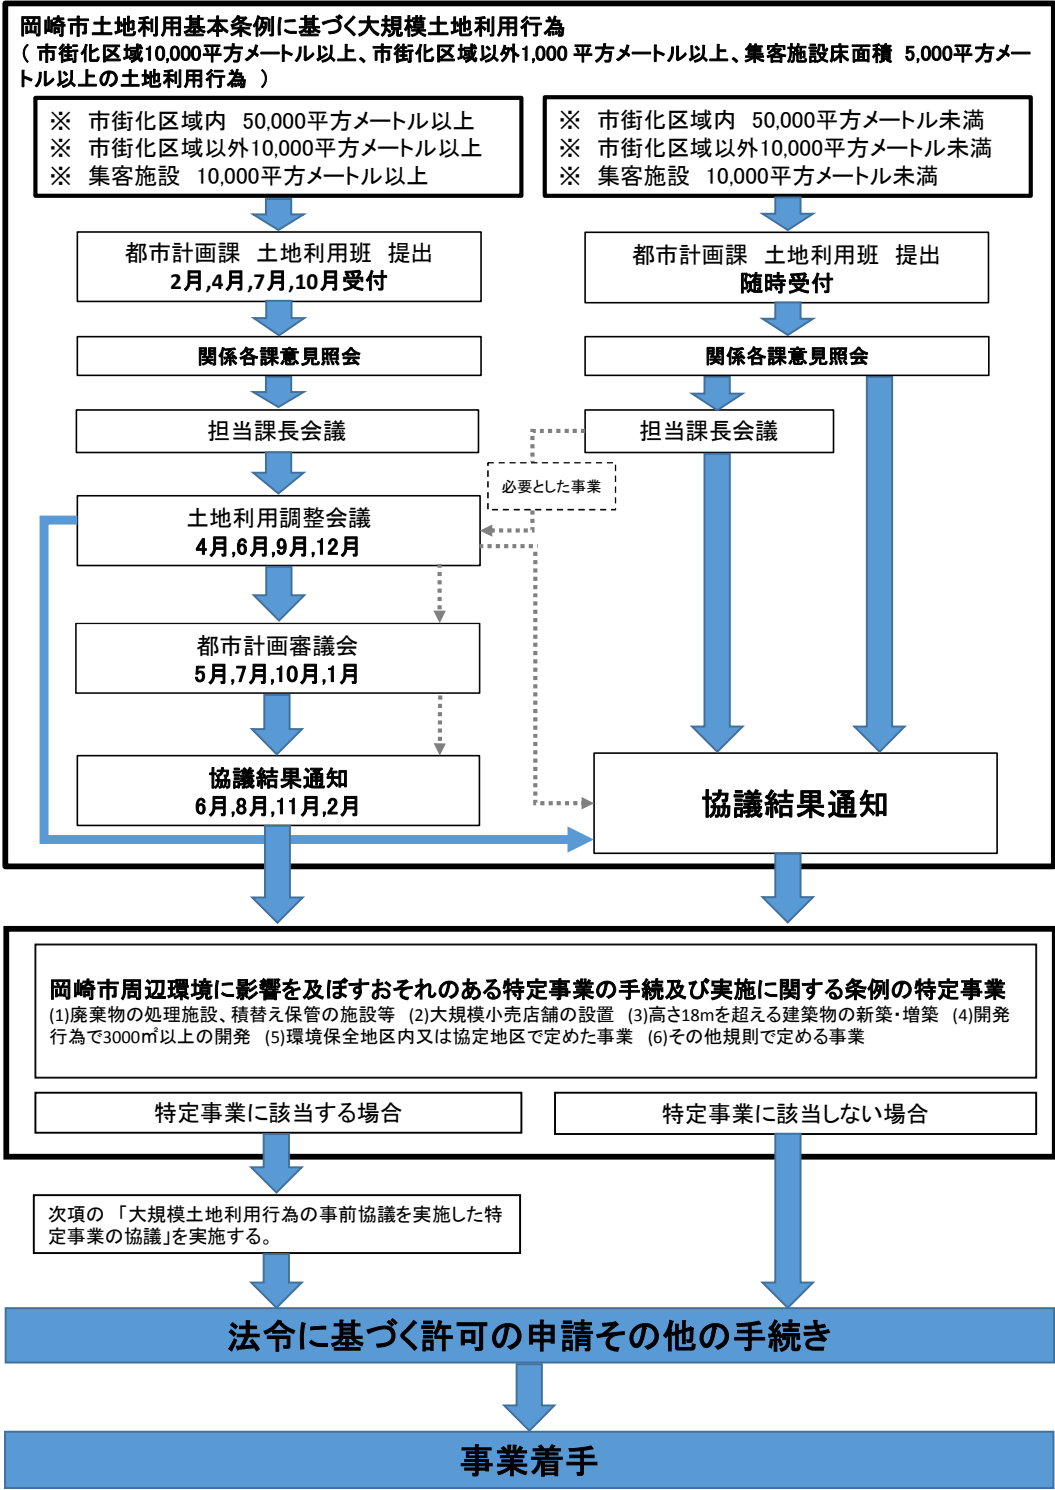 岡崎市土地利用基本条例に基づく大規模土地利用行為
（ 市街化区域10,000平方メートル以上、市街化区域以外1,000 平方メートル以上、集客施設床面積 5,000平方メー
トル以上の土地利用行為 ）
※ 市街化区域内 50,000平方メートル以上
※ 市街化区域以外10,000平方メートル以上
※ 集客施設 10,000平方メートル以上
※ 市街化区域内 50,000平方メートル未満
※ 市街化区域以外10,000平方メートル未満
※ 集客施設 10,000平方メートル未満
都市計画課 土地利用班 提出
2月,4月,7月,10月受付
都市計画課 土地利用班 提出
随時受付
関係各課意見照会
関係各課意見照会
担当課長会議
担当課長会議
必要とした事業
土地利用調整会議
4月,6月,9月,12月
都市計画審議会
5月,7月,10月,1月
協議結果通知
6月,8月,11月,2月
協議結果通知
岡崎市周辺環境に影響を及ぼすおそれのある特定事業の手続及び実施に関する条例の特定事業
(1)廃棄物の処理施設、積替え保管の施設等 (2)大規模小売店舗の設置 (3)高さ18mを超える建築物の新築・増築 (4)開発
行為で3000㎡以上の開発 (5)環境保全地区内又は協定地区で定めた事業 (6)その他規則で定める事業
特定事業に該当する場合
特定事業に該当しない場合
次項の 「大規模土地利用行為の事前協議を実施した特
定事業の協議」を実施する。
法令に基づく許可の申請その他の手続き
事業着手